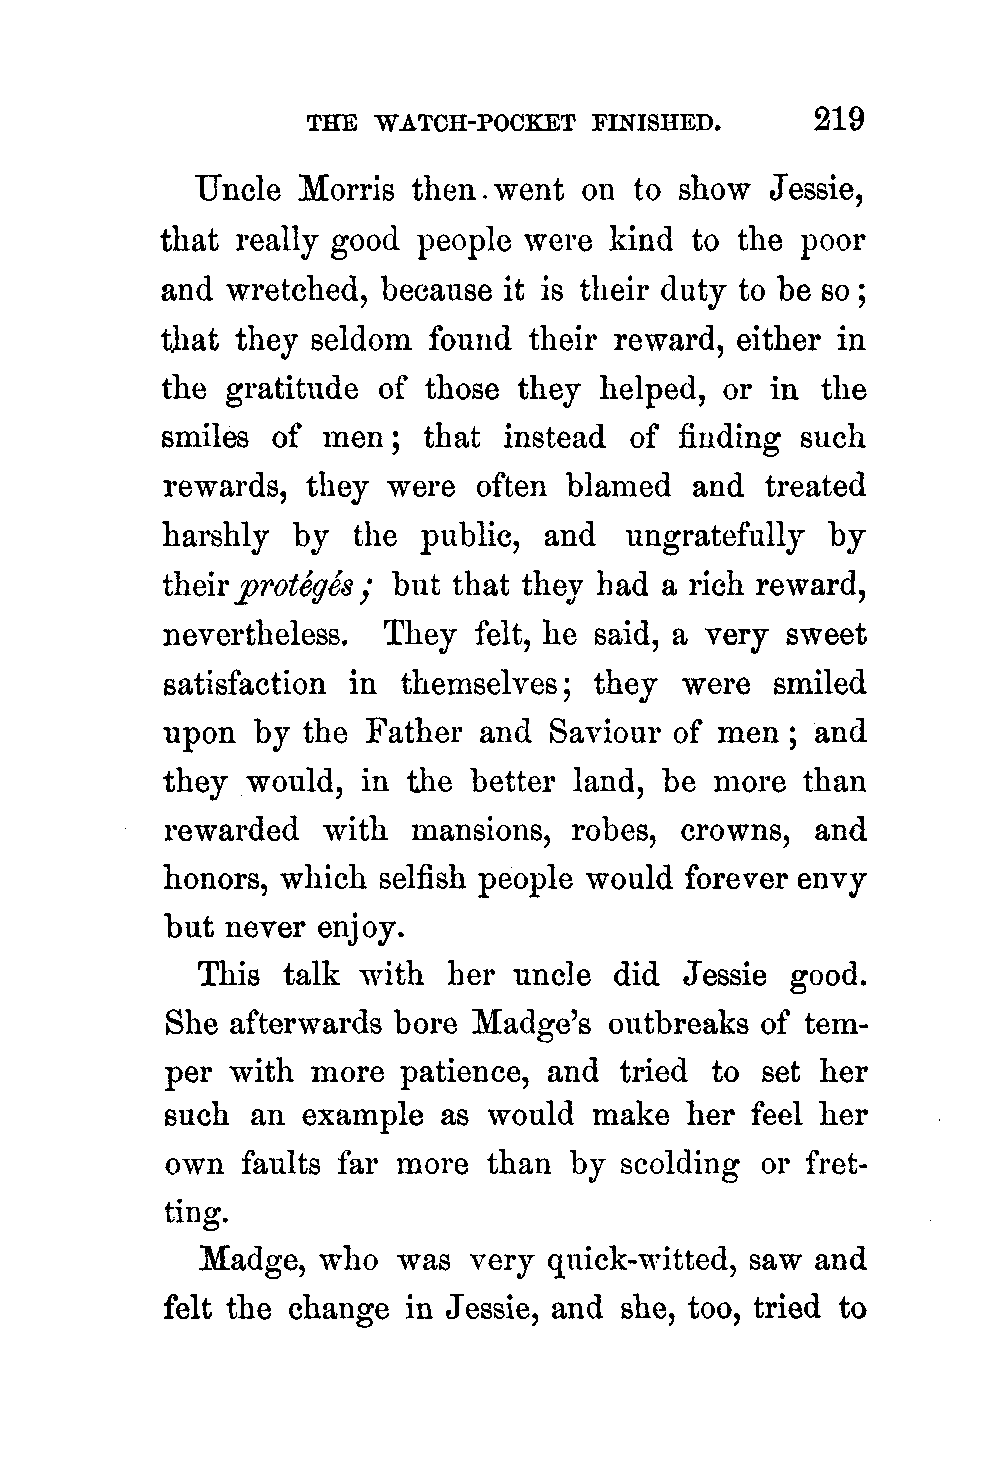 THE WATCH-POCKET FINISHED. 219
Uncle Morris then. went on to show Jessie,
that really good people were kind to the poor
and wretched, because it is their duty to be so;
that they seldom found their reward, either in
the gratitude of those they helped, or in the
smiles of men; that instead of finding such
rewards, they were often blamed and treated
harshly by the public, and ungratefully by
their protégés; but that they had a rich reward,
nevertheless. They felt, he said, a very sweet
satisfaction in themselves; they were smiled
upon by the Father and Saviour of men; and
they would, in the better land, be more than
rewarded with mansions, robes, crowns, and
honors, which selfish people would forever envy
but never enjoy.
This talk with her uncle did Jessie good.
She afterwards bore Madge's outbreaks of tem-
per with more patience, and tried to set her
such an example as would make her feel her
own faults far more than by scolding or fret-
ting.
Madge, who was very quick-witted, saw and
felt the change in Jessie, and she, too, tried to